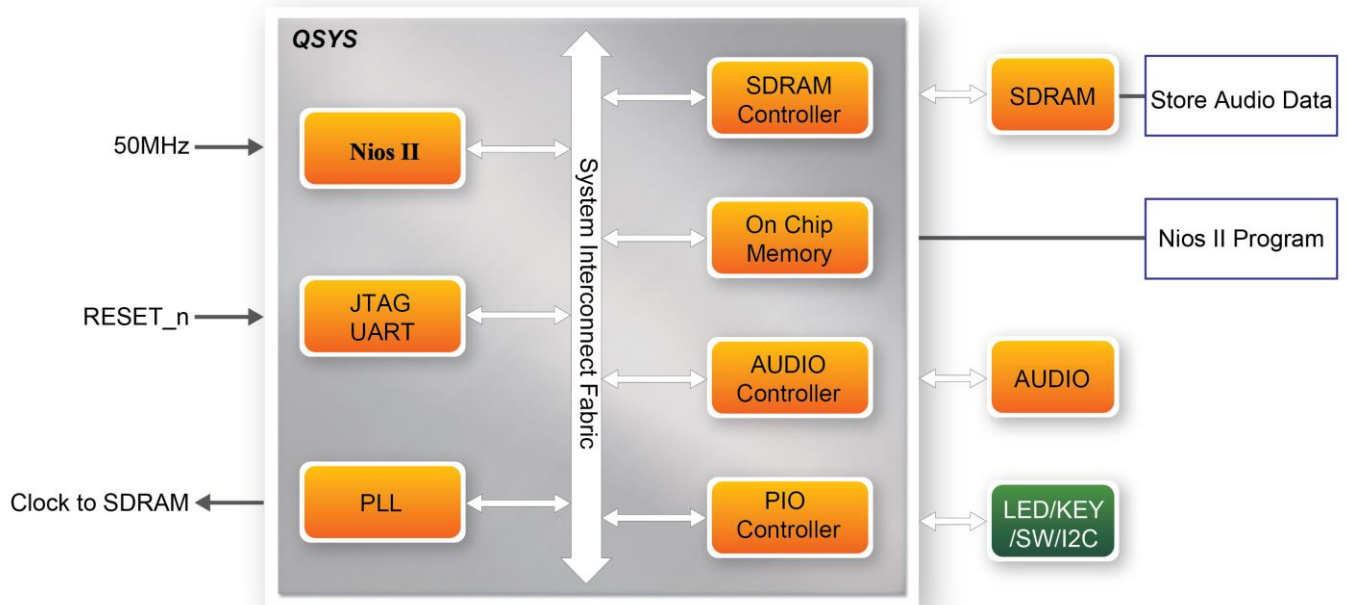 QSYS
50MHz
RESET_n
Clock to SDRAM
Nios II
JTAG
UART
PLL
System Interconnect Fabric
SDRAM
Controller
On Chip
Memory
AUDIO
Controller
PIO
Controller
SDRAM
Store Audio Data
Nios II Program
AUDIO
LED/KEY
/SW/I2C